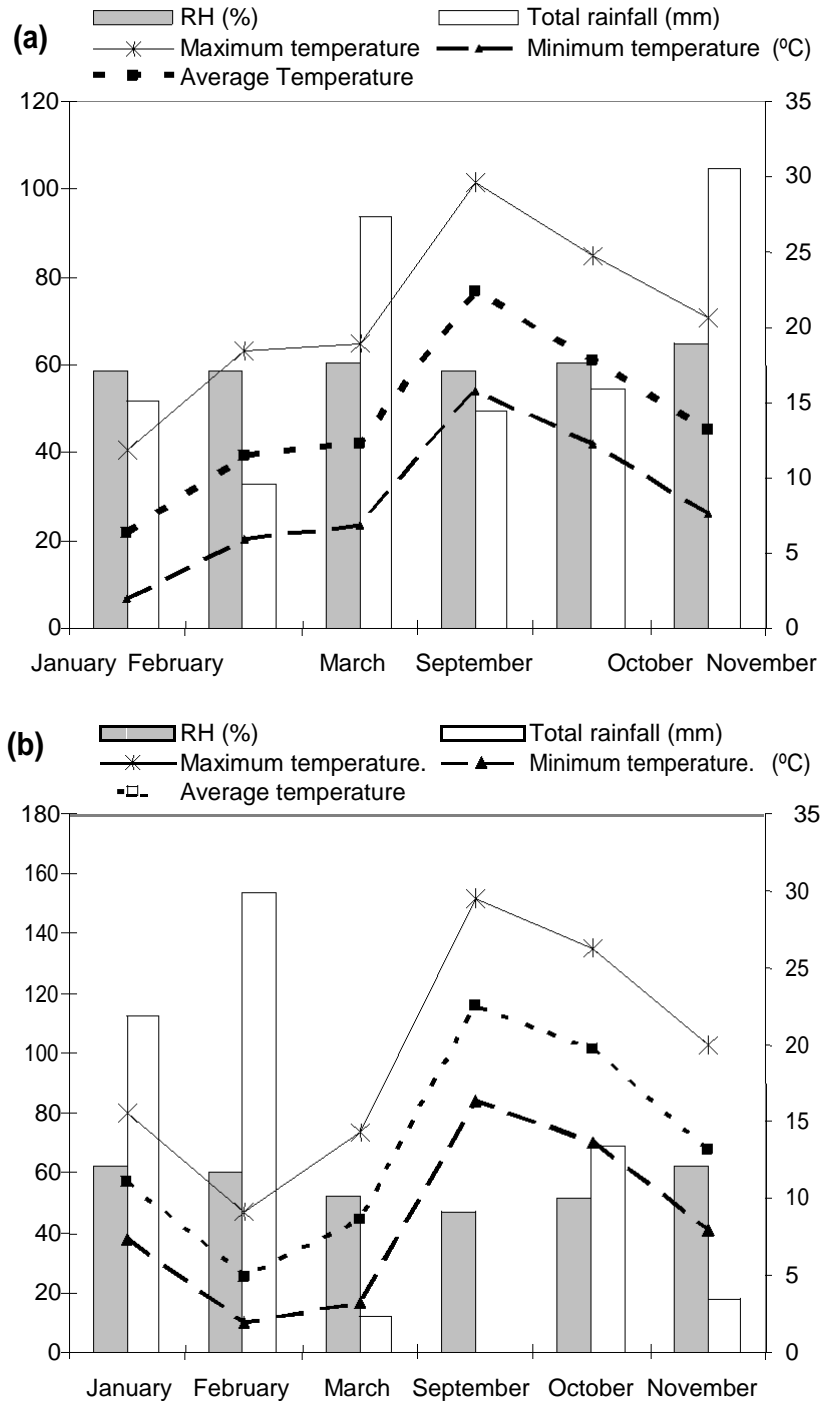 (a)
RH (%) Total rainfall (mm)
Maximum temperature Minimum temperature (ºC)
Average Temperature
120 35
100 30
80 25
60 20
40 15
20 10
0 5
0
January February March September October November
(b)
RH (%) Total rainfall (mm)
Maximum temperature. Minimum temperature. (ºC)
Average temperature
180 35
160 30
140 25
120 20
100 15
80 10
60 5
40 0
20
0
January February March September October November